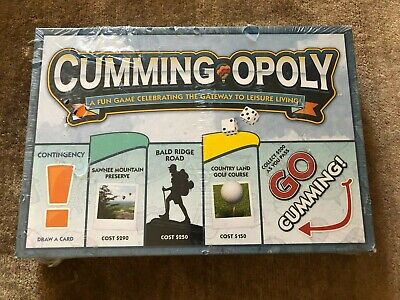 CUMMING OPOLY
A FUN GAME CELEBRATING THE GATEWAY TO LEISURE LIVING!
CONTINGENCY
!
DRAW A CARD
SAWNEE MOUNTAIN
PRESERVE
COST $290
BALD RIDGE
ROAD
COST $250
COUNTRY LAND
GOLF COURSE
COST $150
COLLECT $200
AS YOU PASS
GO
CUMMING!